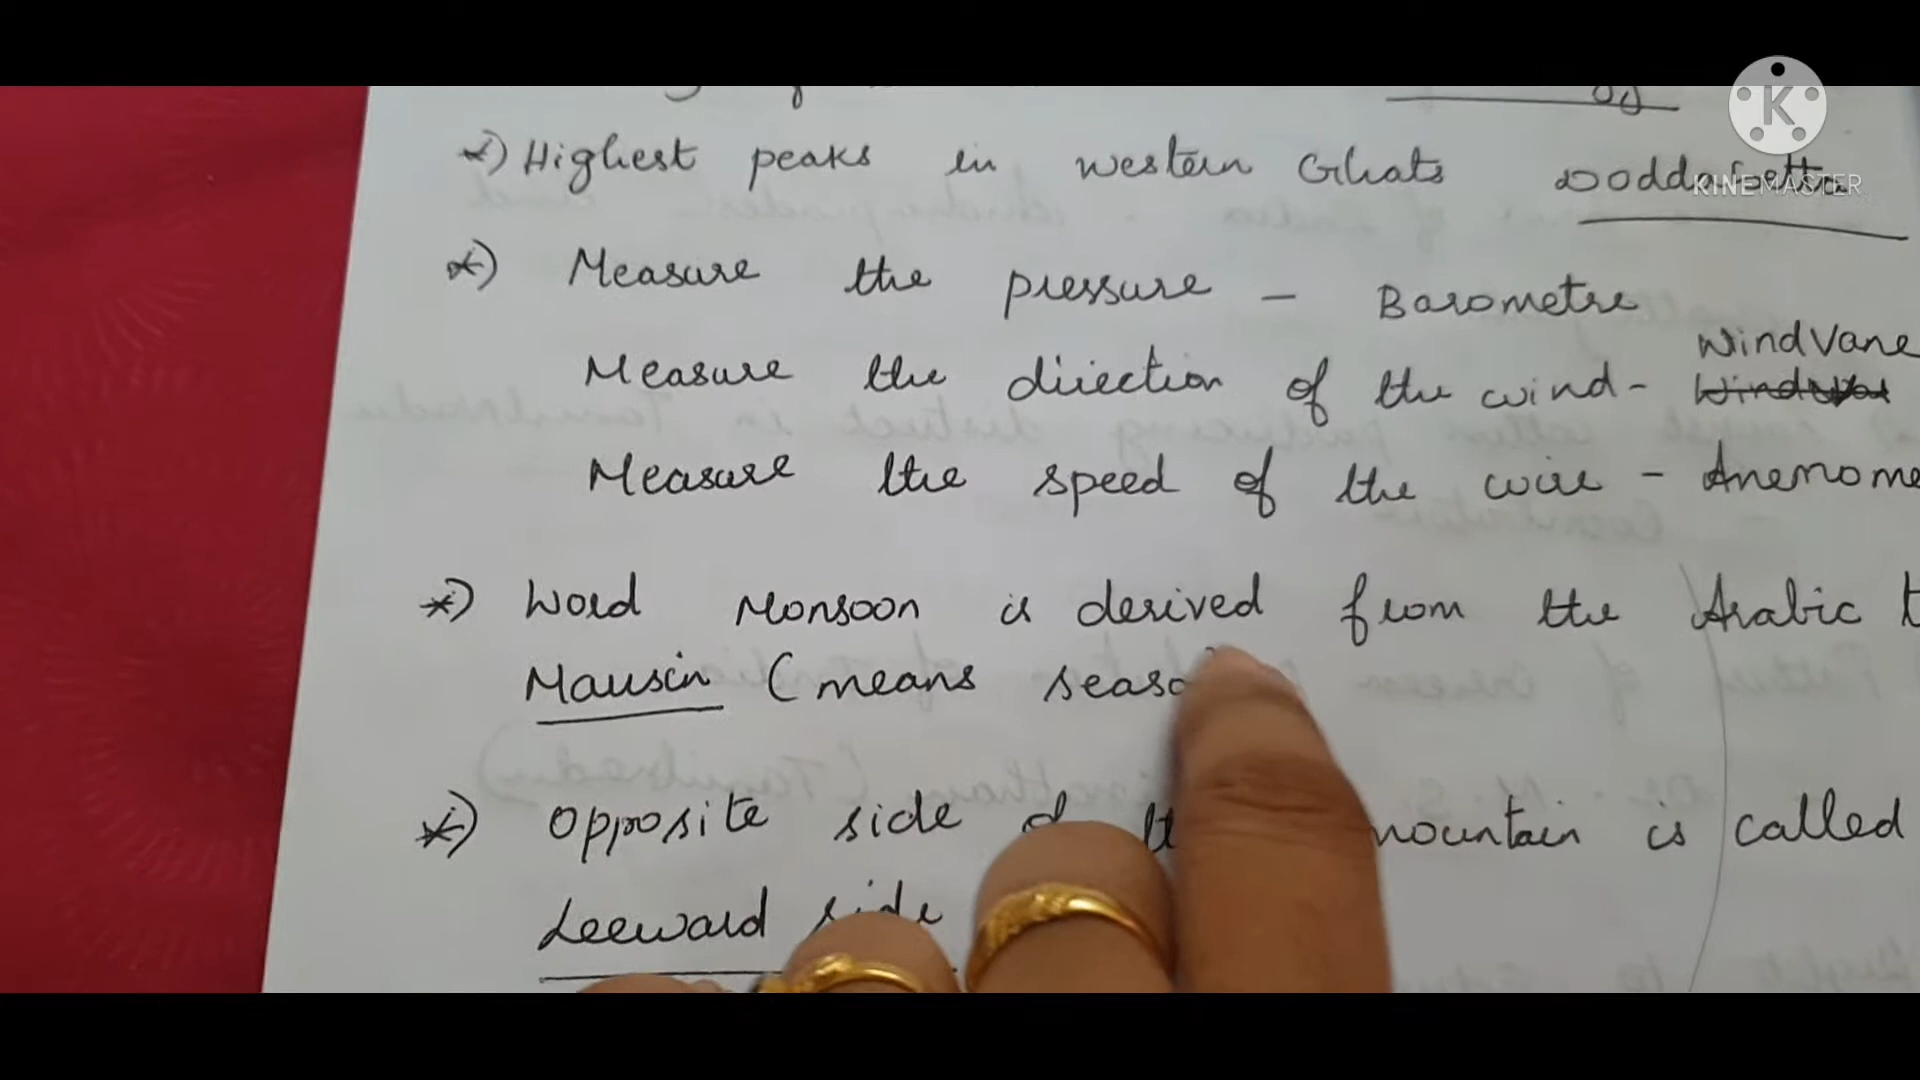 *) Highest peaks in western Ghats Doddabetta
KINEMASTER
*) Measure the pressure - Barometre
WindVane
Measure the direction of the wind -
Measure the speed of the wire - Anemome
*) Word Monsoon is derived from the Arabic t
Mausin (means seaso
*) Opposite side of mountain is called
Leeward side